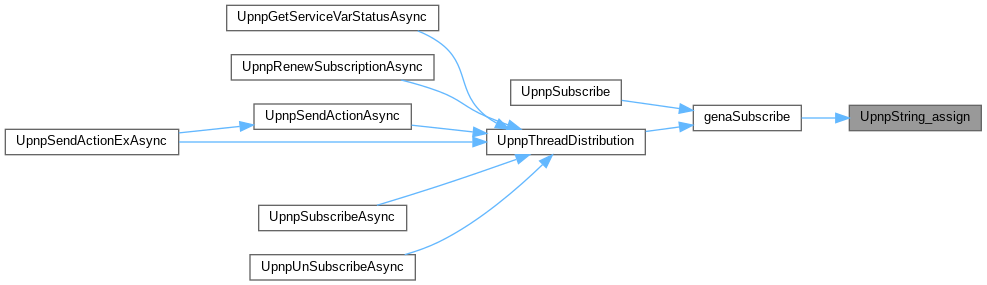 UpnpGetServiceVarStatusAsync
UpnpRenewSubscriptionAsync
UpnpSubscribe
UpnpSendActionAsync
genaSubscribe
UpnpString_assign
UpnpSendActionExAsync
UpnpThreadDistribution
UpnpSubscribeAsync
UpnpUnSubscribeAsync